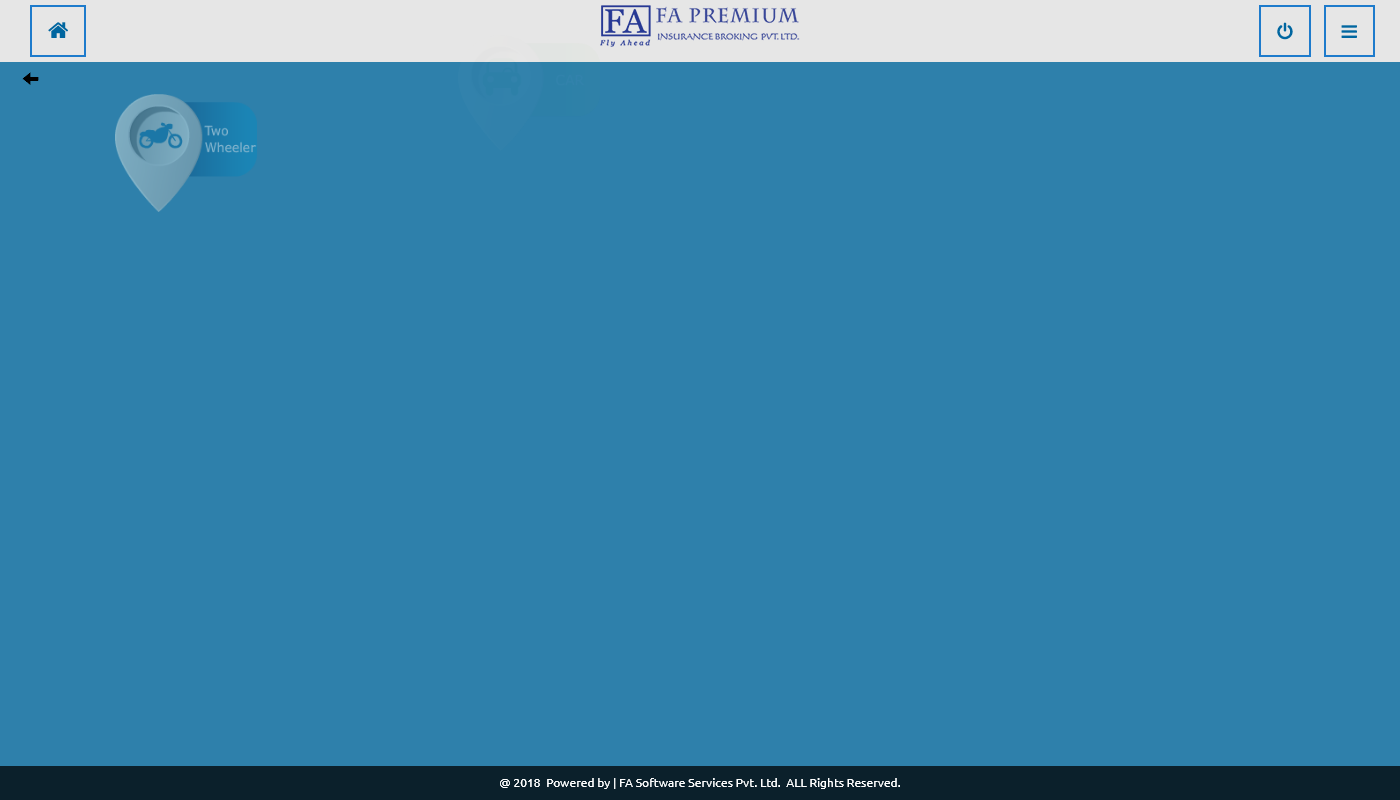 FA
Fly Ahead
FA PREMIUM
INSURANCE BROKING PVT. LTD.
Two
Wheeler
@ 2018 Powered by | FA Software Services Pvt. Ltd. ALL Rights Reserved.